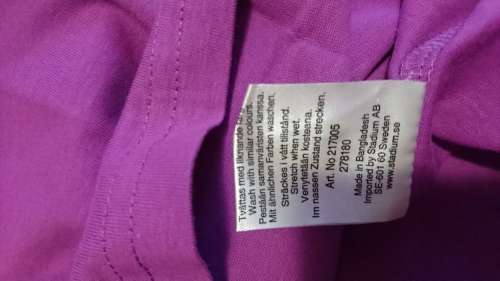 Tvättas med liknande färg
Wash with similar colours.
Pestään samanväristen kanssa.
Mit ähnlichen Farben waschen.
Sträckes i vått tillstånd.
Stretch when wet.
Venytetään kosteana.
Im nassen Zustand strecken.
Art. No 217005
278180
Made in Bangladesh
Imported by Stadium AB
SE-601 60 Sweden
www.stadium.se